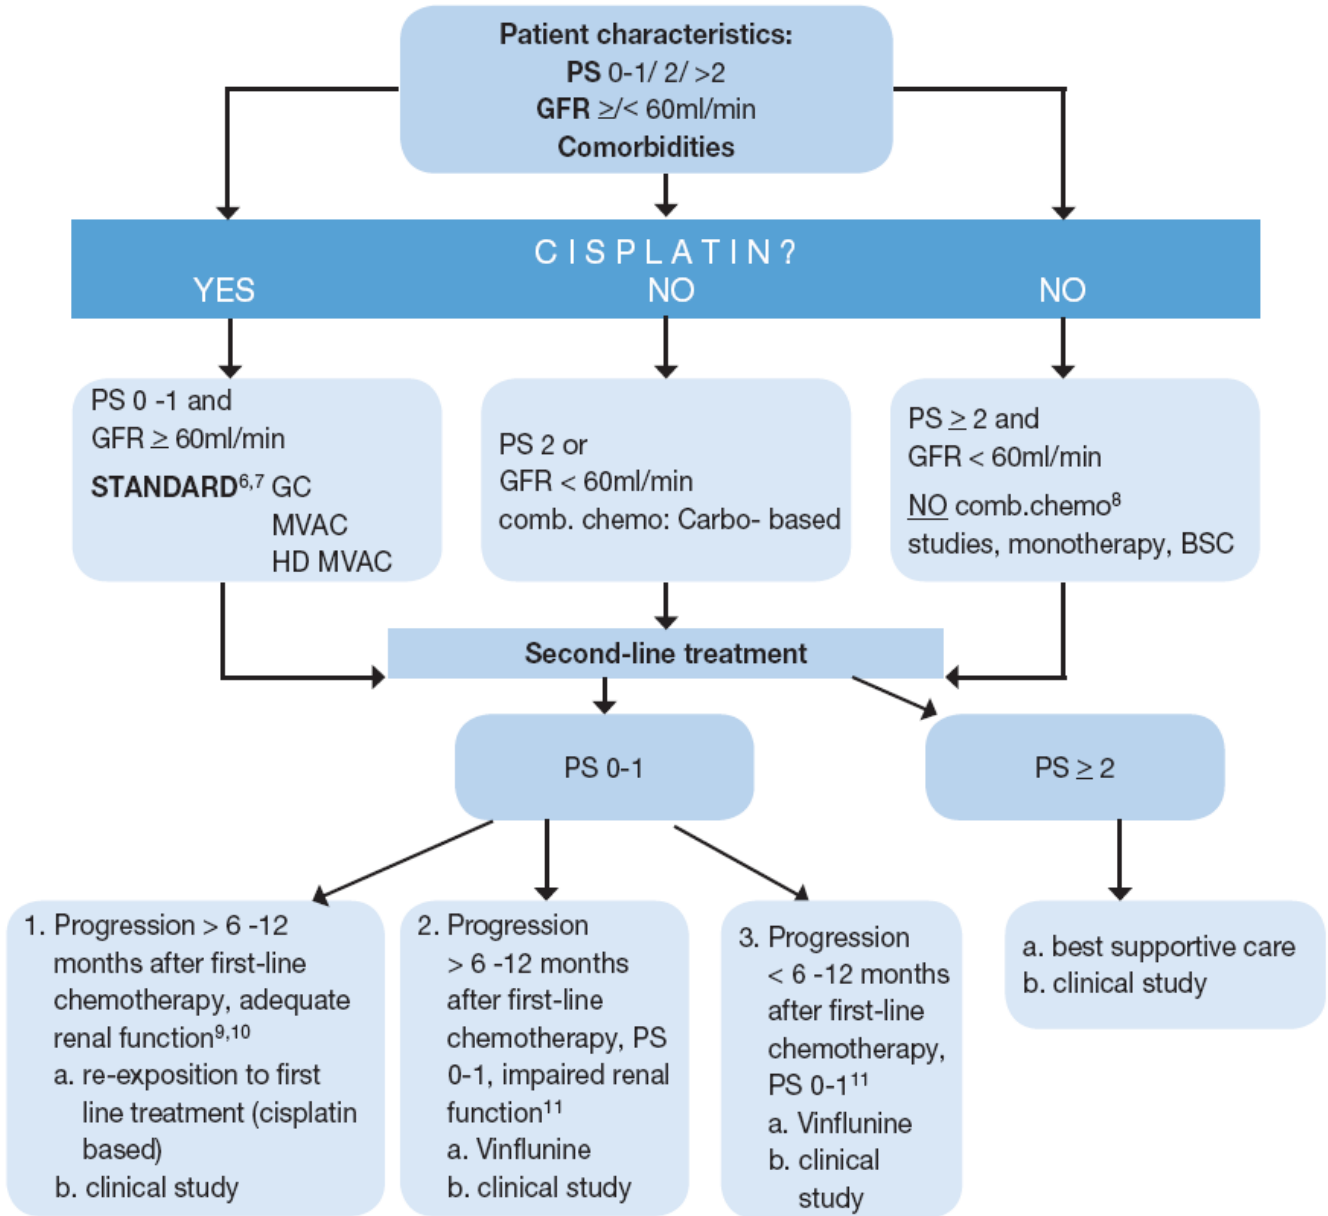 Patient characteristics:
PS 0-1/ 2/ >2
GFR ≥/< 60ml/min
Comorbidities
CISPLATIN?
YES
NO
NO
PS 0 -1 and
GFR ≥ 60ml/min
STANDARD6,7 GC
MVAC
HD MVAC
PS 2 or
GFR < 60ml/min
comb. chemo: Carbo- based
PS ≥ 2 and
GFR < 60ml/min
NO comb.chemo8
studies, monotherapy, BSC
Second-line treatment
PS 0-1
PS ≥ 2
1. Progression > 6 -12
months after first-line
chemotherapy, adequate
renal function9,10
a. re-exposition to first
line treatment (cisplatin
based)
b. clinical study
2. Progression
> 6 -12 months
after first-line
chemotherapy, PS
0-1, impaired renal
function11
a. Vinflunine
b. clinical study
3. Progression
< 6 -12 months
after first-line
chemotherapy,
PS 0-111
a. Vinflunine
b. clinical
study
a. best supportive care
b. clinical study